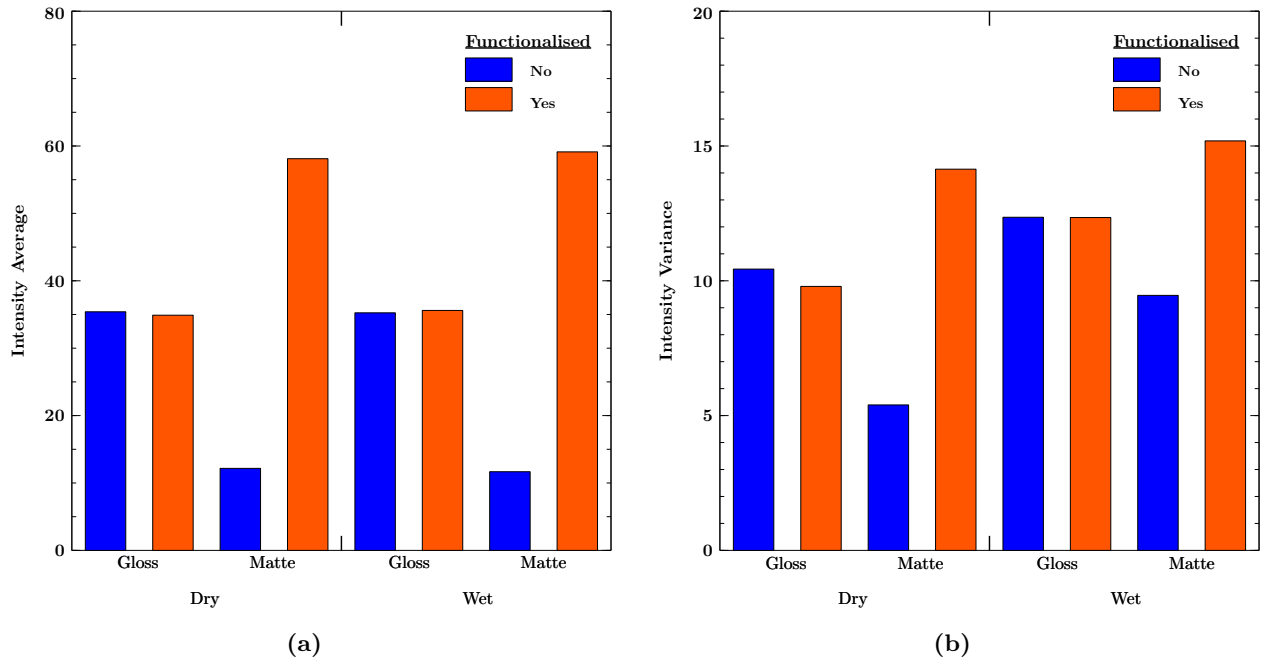 80
60
40
20
0
Intensity Average
Functionalised
No
Yes
Gloss
Matte
Gloss
Matte
Dry
Wet
(a)
20
15
10
5
0
Intensity Variance
Functionalised
No
Yes
Gloss
Matte
Gloss
Matte
Dry
Wet
(b)